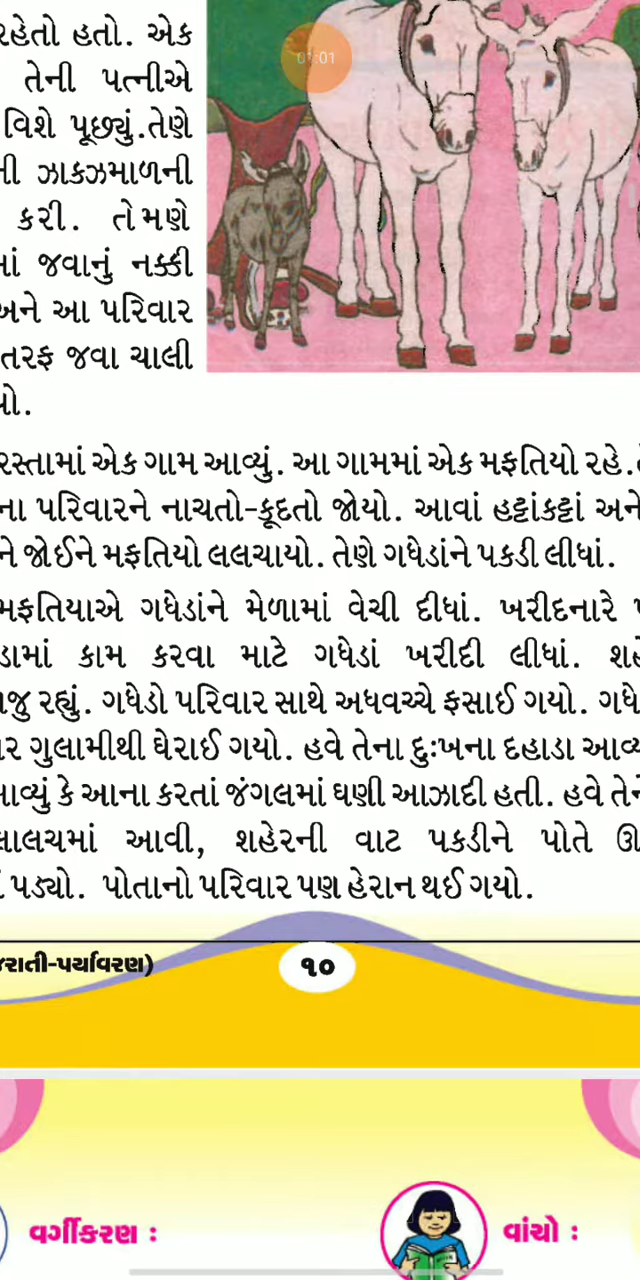 રહેતો હતો. એક
તેની પત્નીએ
વિશે પૂછ્યું.તેણે
ઝાકઝમાળની
કરી. તેમણે
જવાનું નક્કી
અને આ પરિવાર
તરફ જવા ચાલી
01:01
રસ્તામાં એક ગામ આવ્યું. આ ગામમાં એક મફતિયો રહે.
પરિવારને નાચતો-કૂદતો જોયો. આવાં હટ્ટાંકટ્ટાં અને
ને જોઈને મફતિયો લલચાયો. તેણે ગધેડાંને પકડી લીધાં.
મફતિયાએ ગધેડાંને મેળામાં વેચી દીધાં. ખરીદનારે
કામ કરવા માટે ગધેડાં ખરીદી લીધાં.
રહ્યું. ગધેડો પરિવાર સાથે અધવચ્ચે ફસાઈ ગયો.
ગુલામીથી ઘેરાઈ ગયો. હવે તેના દુઃખના દહાડા
આવ્યું કે આના કરતાં જંગલમાં ઘણી આઝાદી હતી. હવે
લાલચમાં આવી, શહેરની વાટ પકડીને પોતે
પડ્યો. પોતાનો પરિવાર પણ હેરાન થઈ ગયો.
જરાતી-પર્યાવરણ)
૧૦
વર્ગીકરણ :
વાંચો :